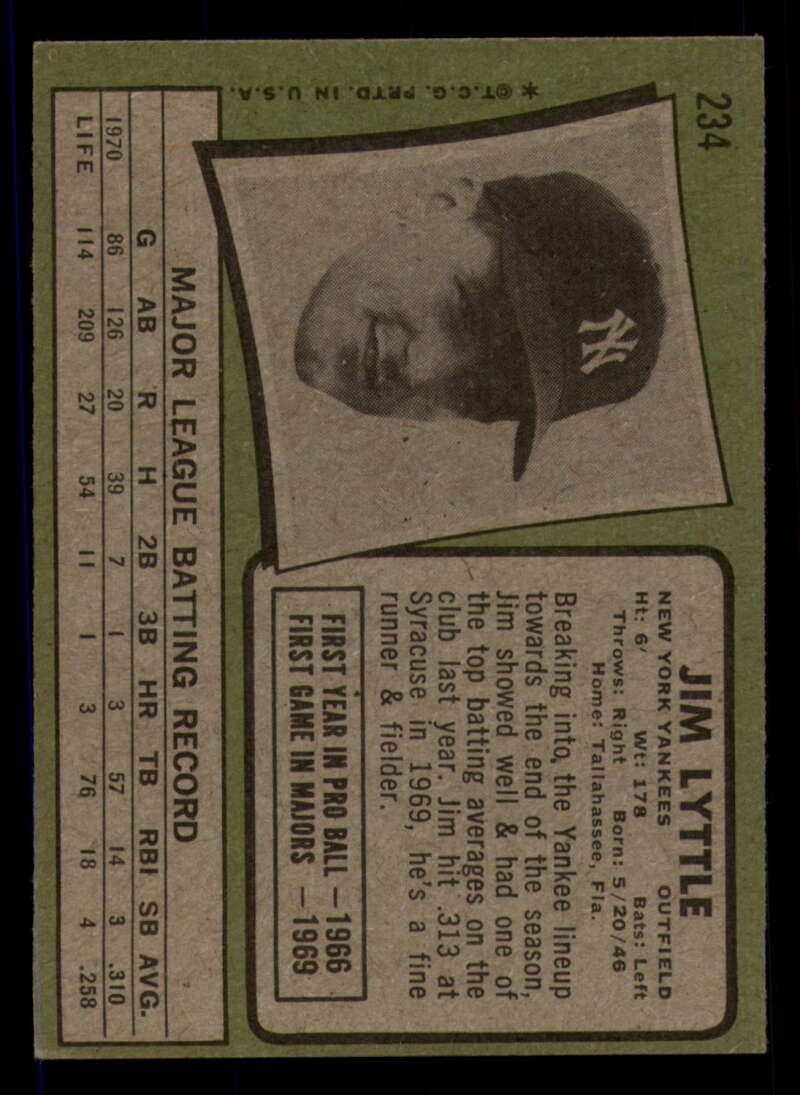 234
* ©T.C.G. PRTD. IN U.S.A.
NY
JIM LYTTLE
NEW YORK YANKEES OUTFIELD
Ht: 6' Wt: 178 Bats: Left
Throws: Right Born: 5/20/46
Home: Tallahassee, Fla.
Breaking into the Yankee lineup
towards the end of the season,
Jim showed well & had one of
the top batting averages on the
club last year. Jim hit .313 at
Syracuse in 1969, he's a fine
runner & fielder.
FIRST YEAR IN PRO BALL —1966
FIRST GAME IN MAJORS —1969
MAJOR LEAGUE BATTING RECORD
G AB R H 2B 3B HR TB RBI SB AVG.
1970 86 126 20 39 7 1 3 57 14 3 .310
LIFE 114 209 27 54 11 1 3 76 18 4 .258